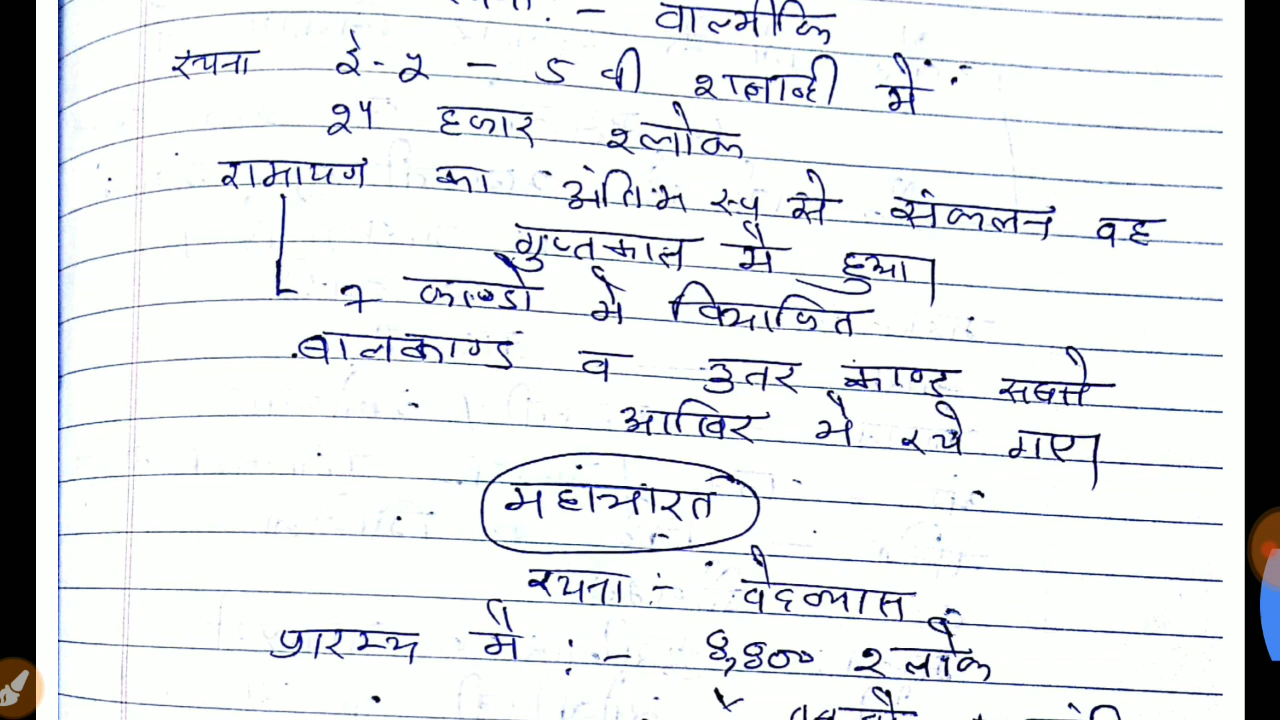 :- वाल्मीकि
रचना ई.पू - 5 वी शताब्दी में
24 हजार श्लोक
रामायण का अंतिम रूप से संकलन वह
गुप्तकाल में हुआ।
7 काण्डो में विभाजित
बालकाण्ड व उतर काण्ड सबसे
आखिर में रचे गए।
महाभारत
रचना :- वेदव्यास
प्रारम्भ में :- 8,800 श्लोक